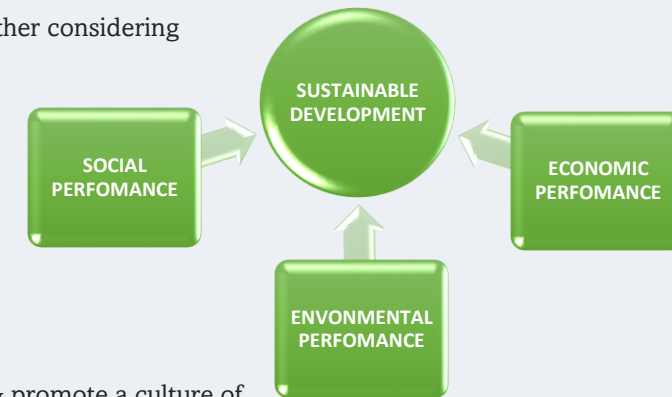 ther considering
SUSTAINABLE
DEVELOPMENT
SOCIAL
PERFOMANCE
ECONOMIC
PERFOMANCE
ENVONMENTAL
PERFOMANCE
promote a culture of